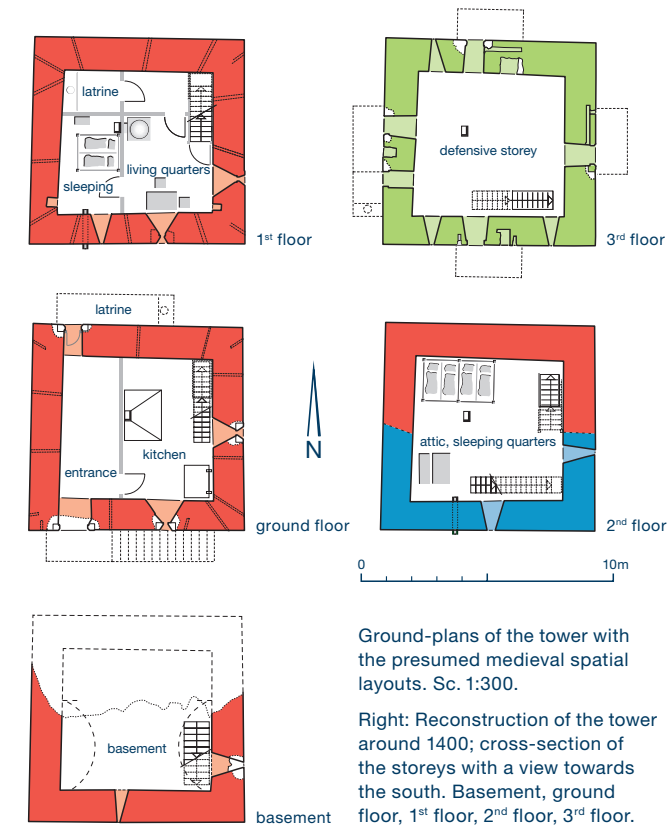 latrine
living quarters
sleeping
1st floor
defensive storey
3rd floor
latrine
kitchen
entrance
ground floor
N
attic, sleeping quarters
2nd floor
0 10m
basement
basement
Ground-plans of the tower with
the presumed medieval spatial
layouts. Sc. 1:300.
Right: Reconstruction of the tower
around 1400; cross-section of
the storeys with a view towards
the south. Basement, ground
floor, 1st floor, 2nd floor, 3rd floor.